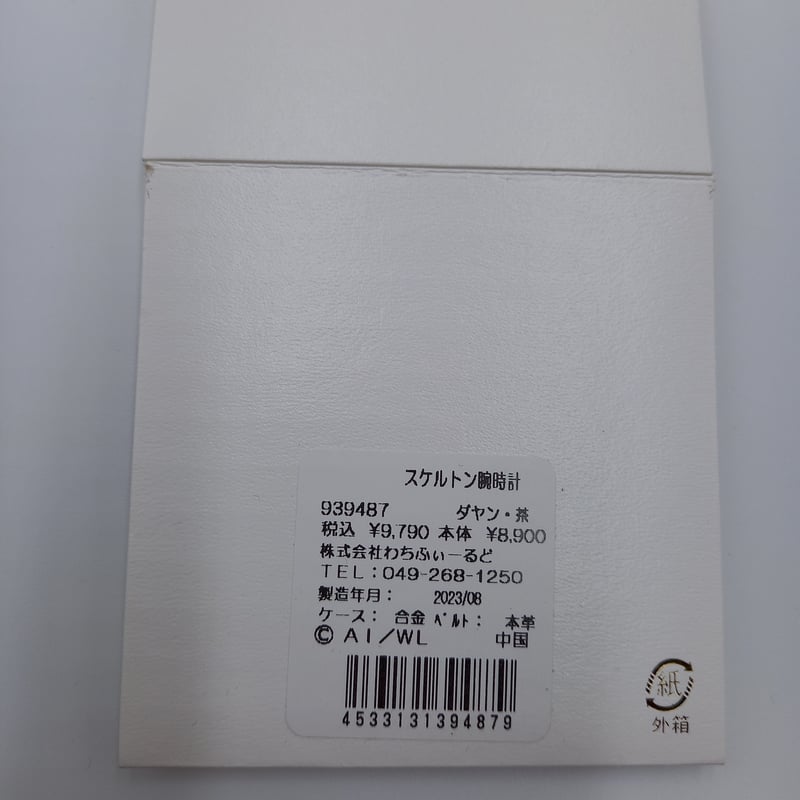 スケルトン腕時計
939487 ダヤン・茶
税込 ¥9,790 本体 ¥8,900
株式会社わちふぃーるど
TEL:049-268-1250
製造年月: 2023/08
ケース: 合金 ﾍﾞﾙﾄ: 本革
© AI/WL 中国
4533131394879
紙
外箱